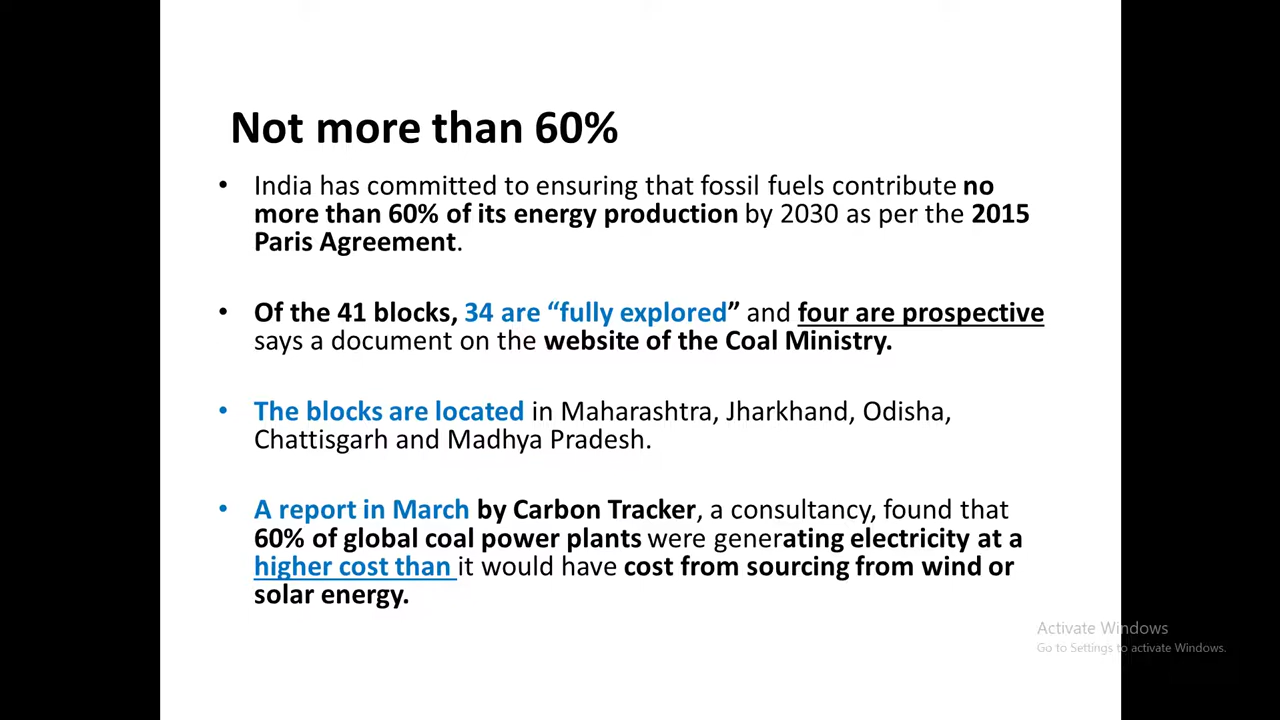 Not more than 60%
• India has committed to ensuring that fossil fuels contribute no
more than 60% of its energy production by 2030 as per the 2015
Paris Agreement.
• Of the 41 blocks, 34 are “fully explored” and four are prospective
says a document on the website of the Coal Ministry.
• The blocks are located in Maharashtra, Jharkhand, Odisha,
Chattisgarh and Madhya Pradesh.
• A report in March by Carbon Tracker, a consultancy, found that
60% of global coal power plants were generating electricity at a
higher cost than it would have cost from sourcing from wind or
solar energy.
Activate Windows
Go to Settings to activate Windows.